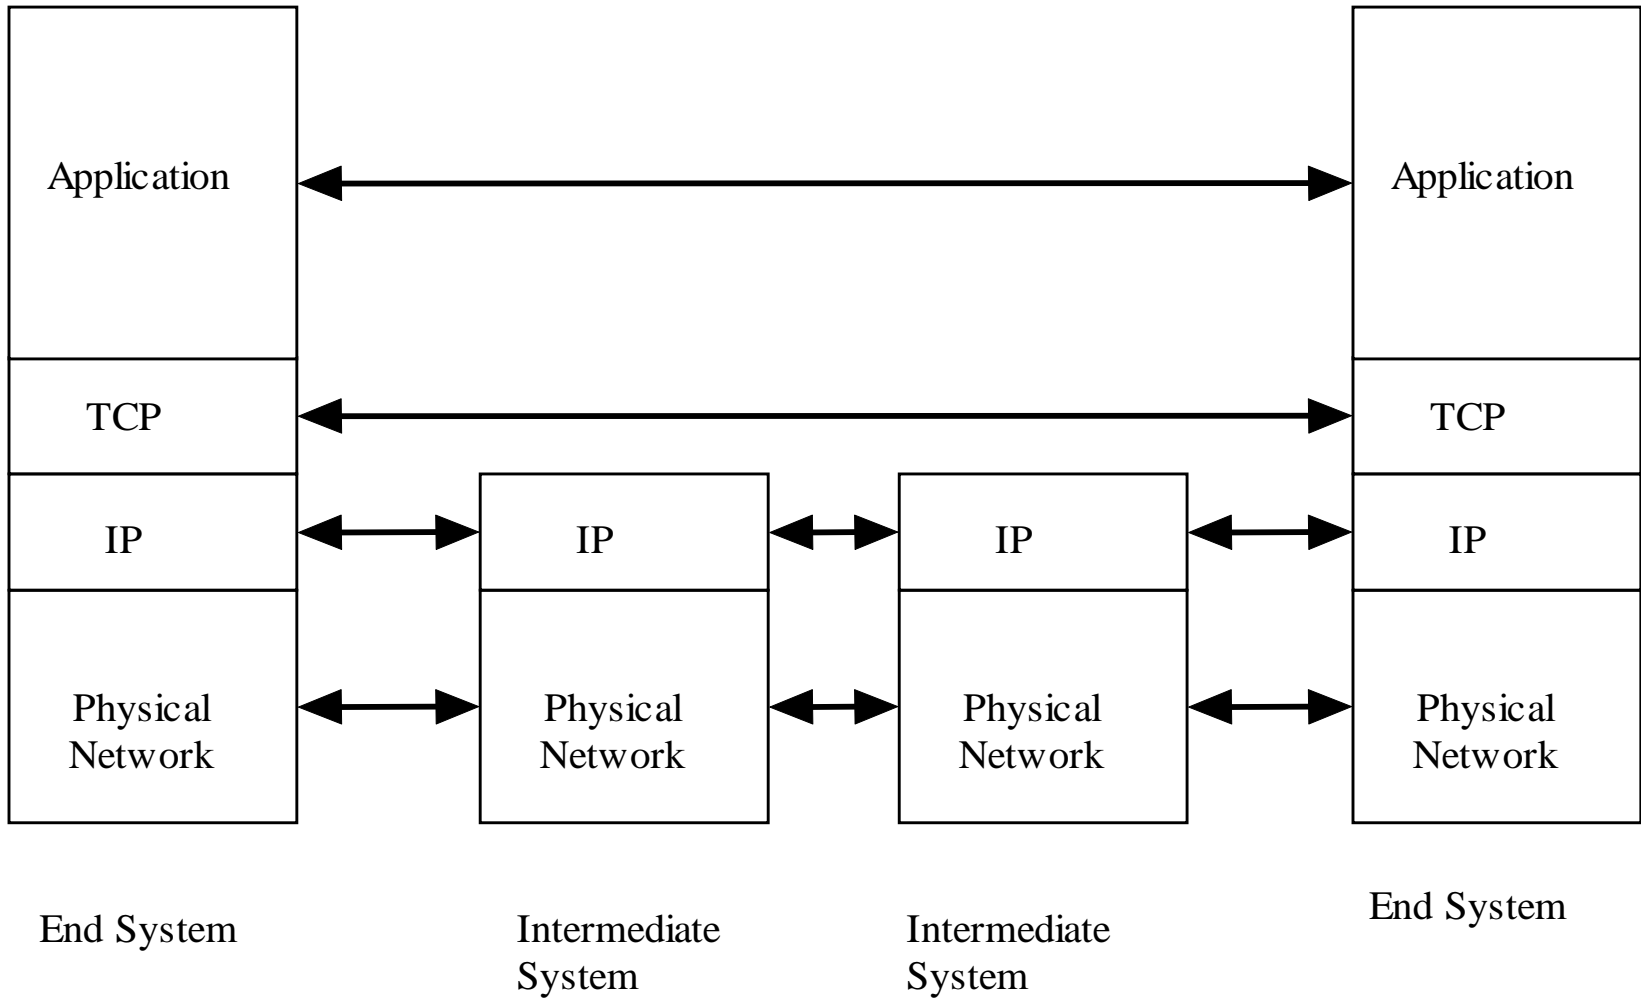 Application
Application
TCP
TCP
IP
IP
IP
IP
Physical
Network
Physical
Network
Physical
Network
Physical
Network
End System
Intermediate
System
Intermediate
System
End System